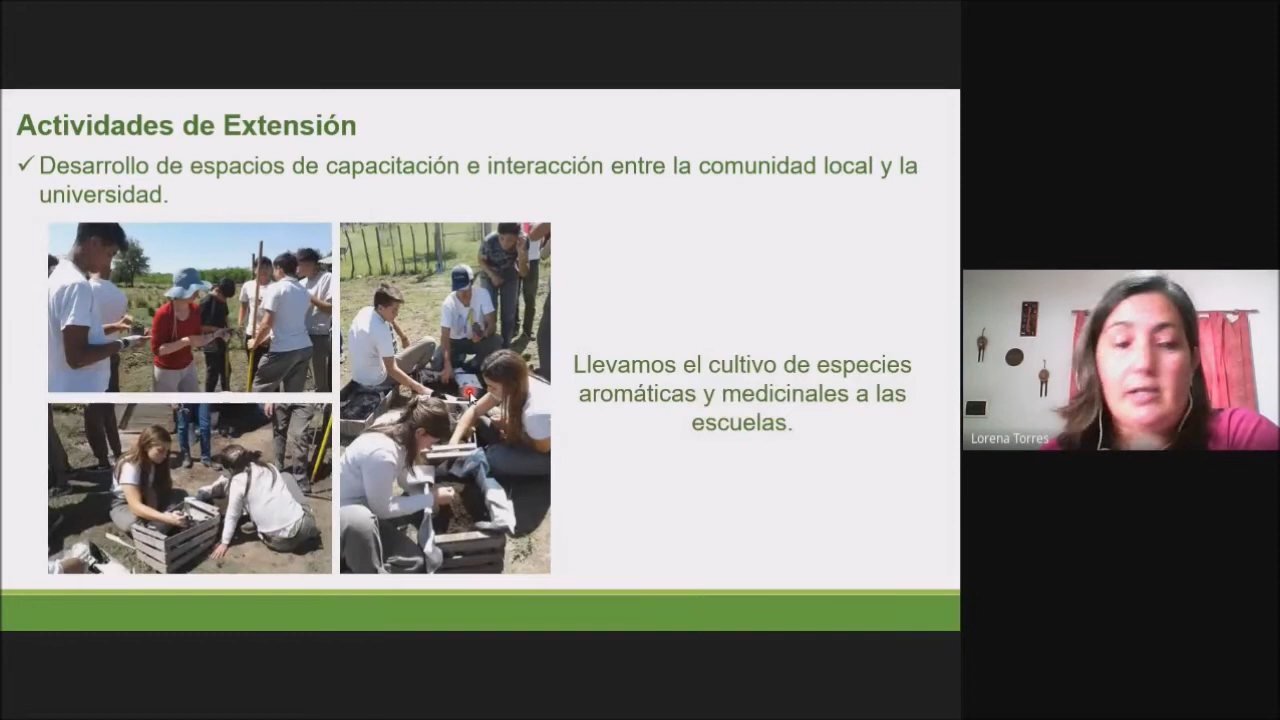 Actividades de Extensión
✓ Desarrollo de espacios de capacitación e interacción entre la comunidad local y la
universidad.
Llevamos el cultivo de especies
aromáticas y medicinales a las
escuelas.
Lorena Torres